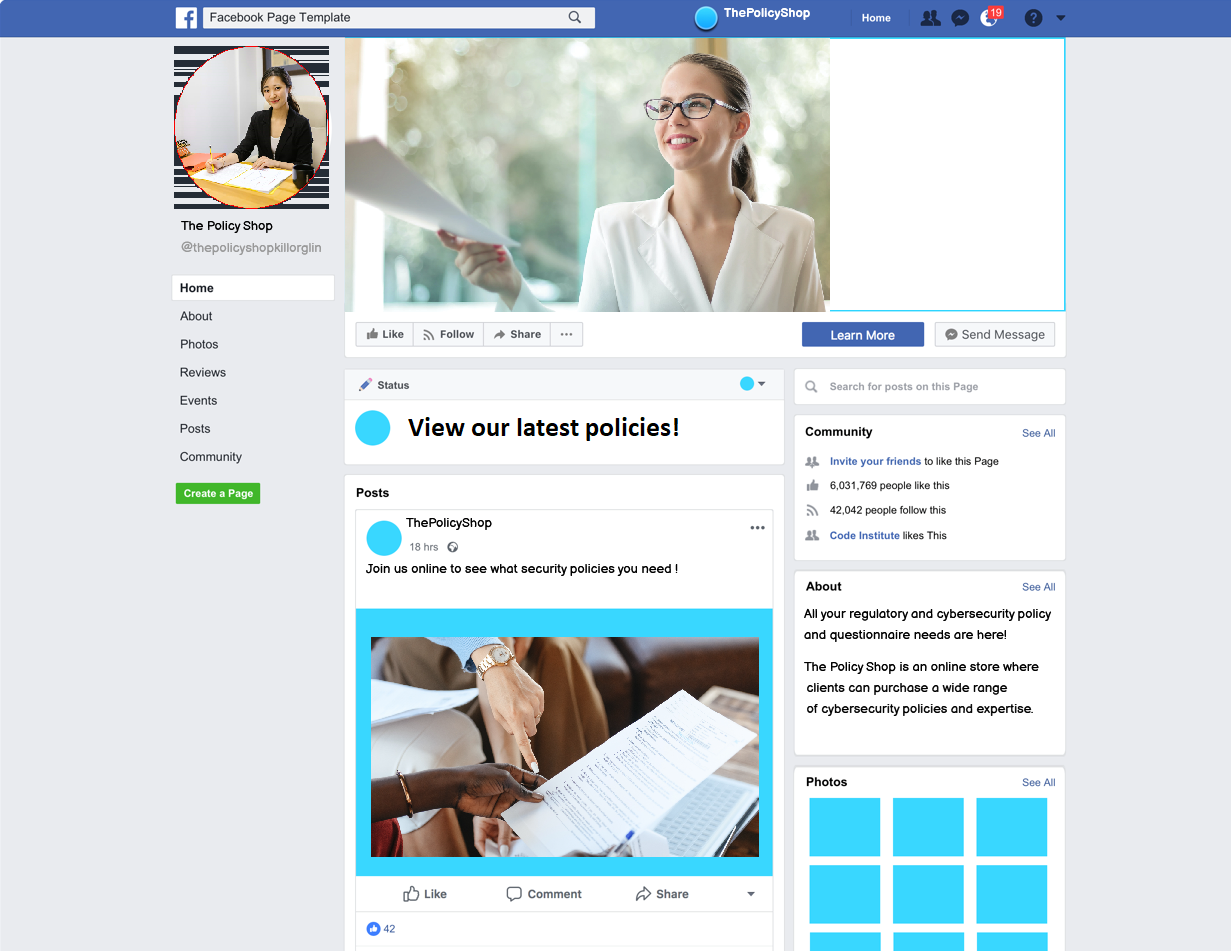 Facebook Page Template
ThePolicyShop
Home
19
The Policy Shop
@thepolicyshopkillorglin
Home
About
Photos
Reviews
Events
Posts
Community
Create a Page
Like
Follow
Share
Learn More
Send Message
Status
View our latest policies!
Posts
ThePolicyShop
18 hrs
Join us online to see what security policies you need !
Like
Comment
Share
42
Search for posts on this Page
Community
See All
Invite your friends to like this Page
6,031,769 people like this
42,042 people follow this
Code Institute likes This
About
See All
All your regulatory and cybersecurity policy
and questionnaire needs are here!
The Policy Shop is an online store where
clients can purchase a wide range
of cybersecurity policies and expertise.
Photos
See All